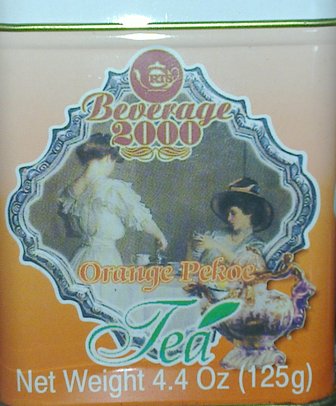 Beverage
2000
Orange Pekoe
Tea
Net Weight 4.4 Oz (125g)